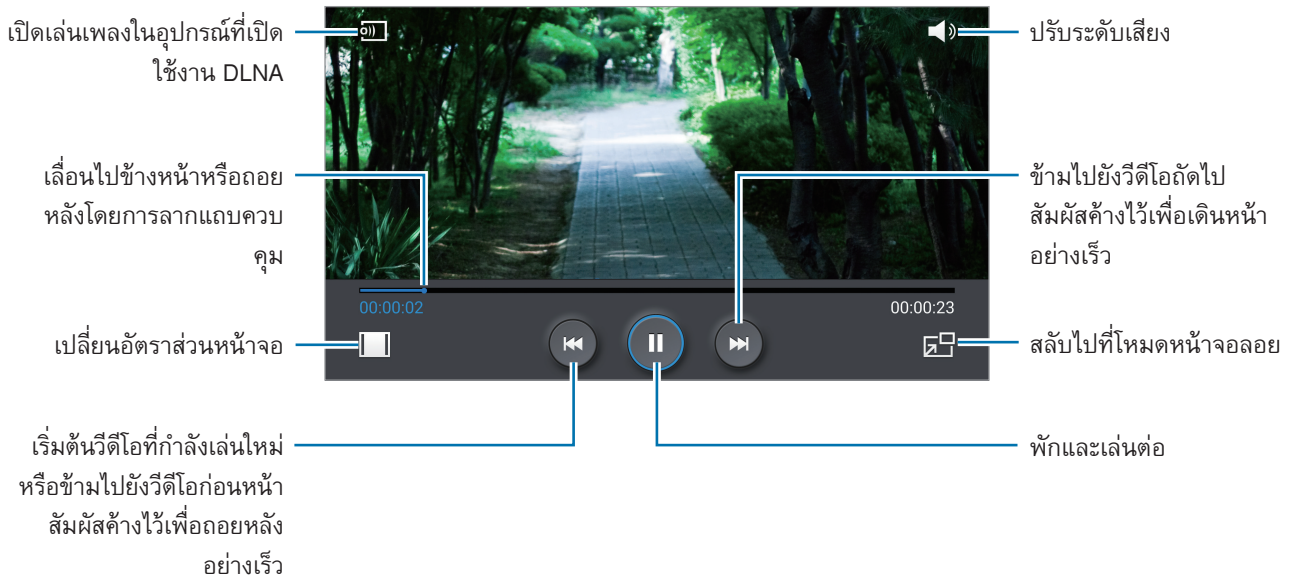 เปิดเล่นเพลงในอุปกรณ์ที่เปิด
ใช้งาน DLNA
ปรับระดับเสียง
เลื่อนไปข้างหน้าหรือถอย
หลังโดยการลากแถบควบ
คุม
ข้ามไปยังวีดีโอถัดไป
สัมผัสค้างไว้เพื่อเดินหน้า
อย่างเร็ว
00:00:02
00:00:23
เปลี่ยนอัตราส่วนหน้าจอ
สลับไปที่โหมดหน้าจอลอย
เริ่มต้นวีดีโอที่กำลังเล่นใหม่
หรือข้ามไปยังวีดีโอก่อนหน้า
สัมผัสค้างไว้เพื่อถอยหลัง
อย่างเร็ว
พักและเล่นต่อ